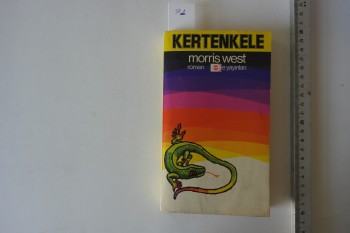 KERTENKELE
morris west
roman e yayınları